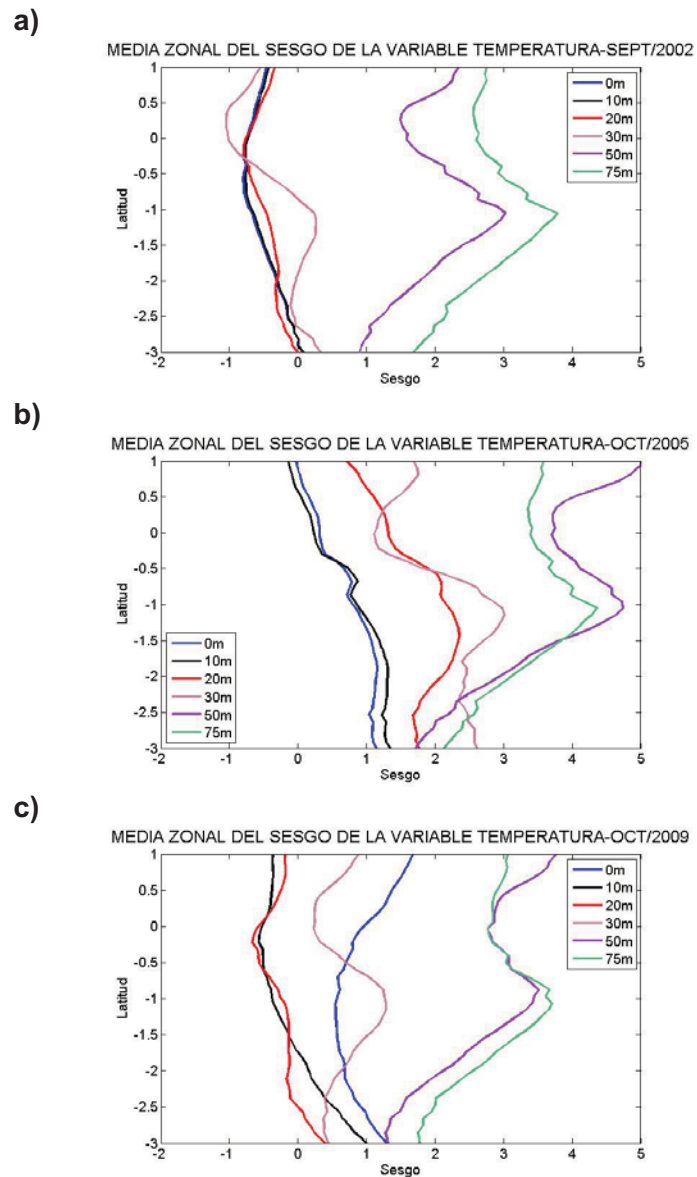 a)
MEDIA ZONAL DEL SESGO DE LA VARIABLE TEMPERATURA-SEPT/2002
1
0.5
0
-0.5
-1
-1.5
-2
-2.5
-3
Latitud
-2 -1 0 1 2 3 4 5
Sesgo
0m
10m
20m
30m
50m
75m
b)
MEDIA ZONAL DEL SESGO DE LA VARIABLE TEMPERATURA-OCT/2005
1
0.5
0
-0.5
-1
-1.5
-2
-2.5
-3
Latitud
0m
10m
20m
30m
50m
75m
-2 -1 0 1 2 3 4 5
Sesgo
c)
MEDIA ZONAL DEL SESGO DE LA VARIABLE TEMPERATURA-OCT/2009
1
0.5
0
-0.5
-1
-1.5
-2
-2.5
-3
Latitud
0m
10m
20m
30m
50m
75m
-2 -1 0 1 2 3 4 5
Sesgo